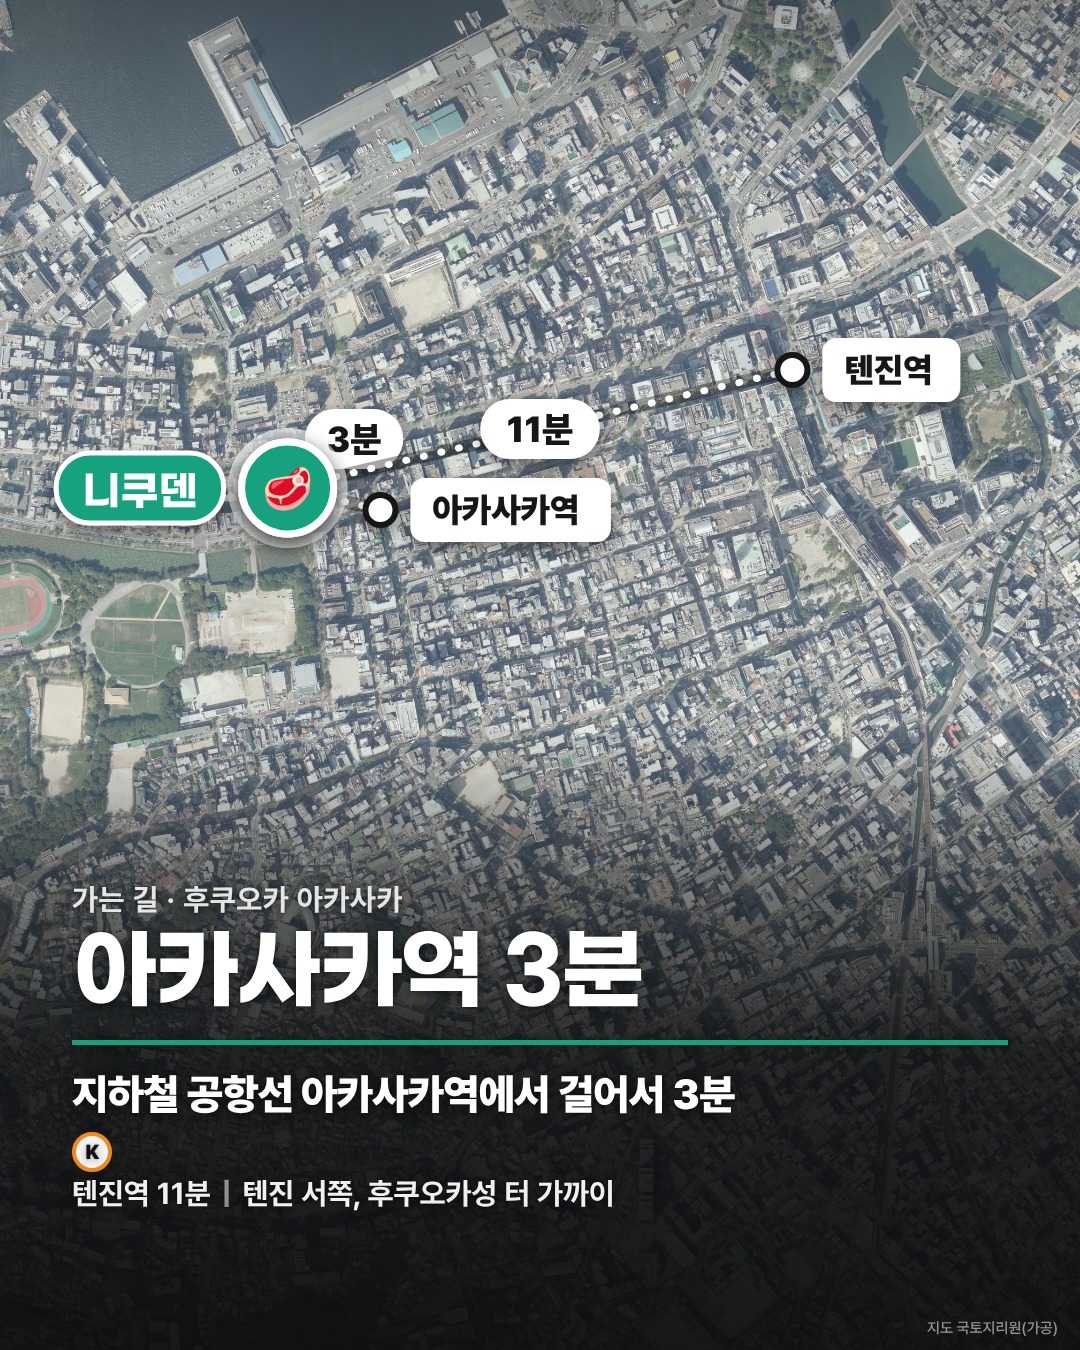 텐진역
11분
3분
니쿠덴
아카사카역
가는 길 · 후쿠오카 아카사카
아카사카역 3분
지하철 공항선 아카사카역에서 걸어서 3분
K
텐진역 11분 | 텐진 서쪽, 후쿠오카성 터 가까이
지도 국토지리원(가공)